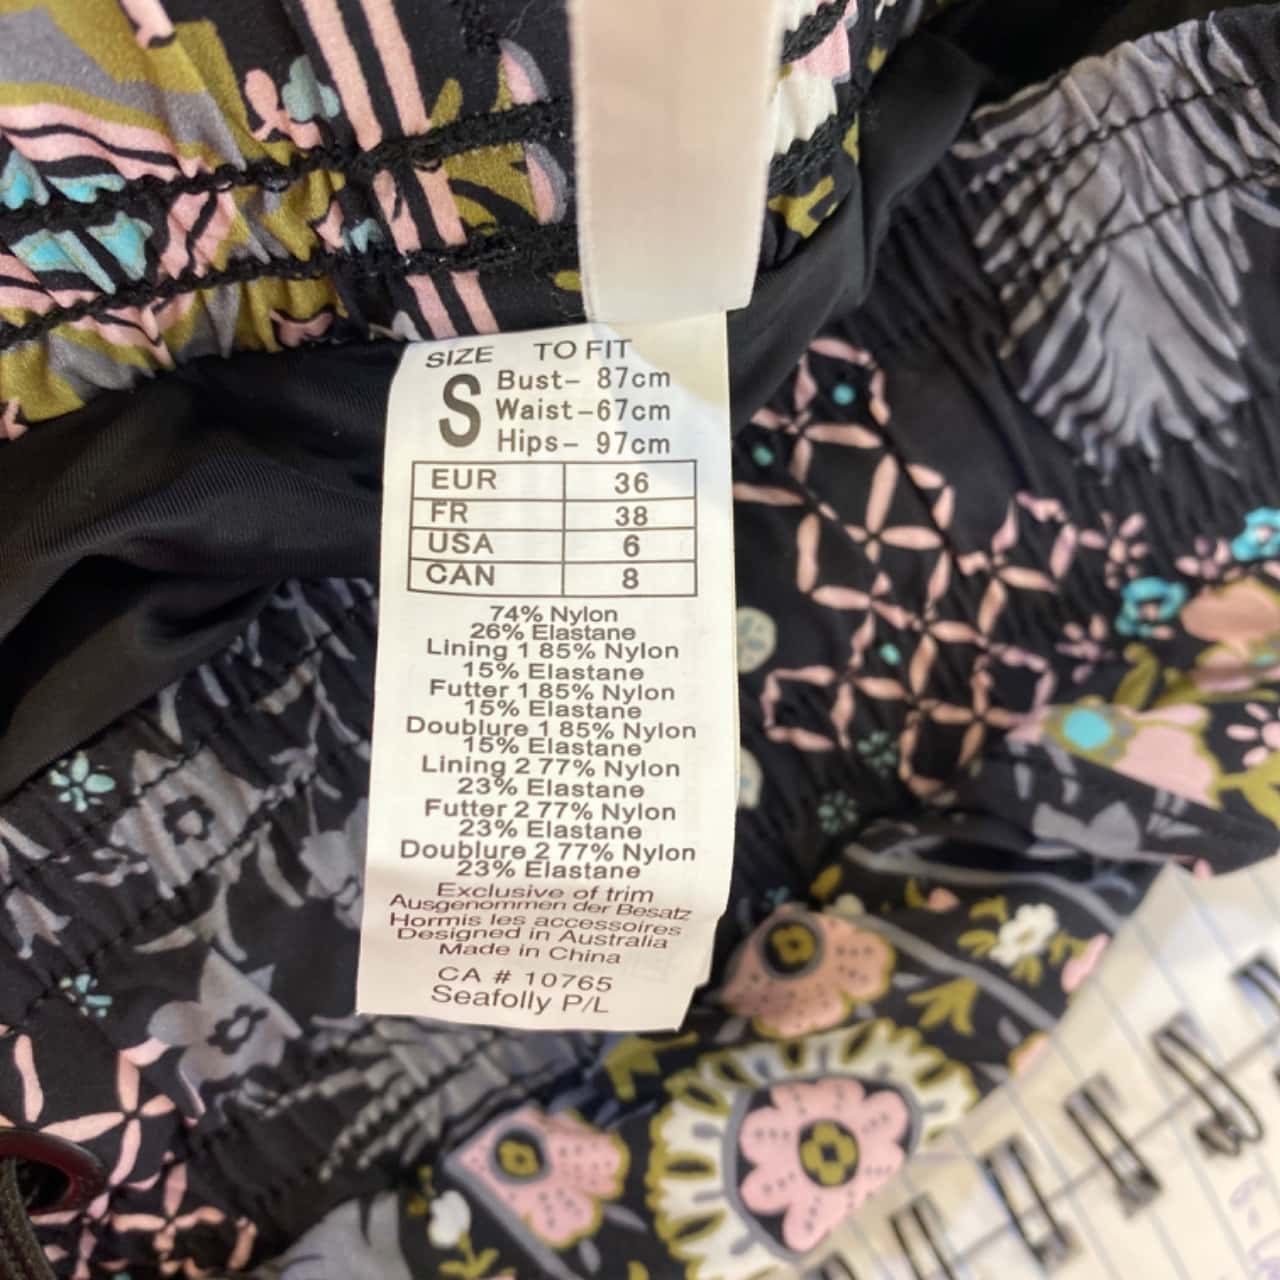 SIZE TO FIT
S Bust- 87cm
Waist-67cm
Hips- 97cm
EUR 36
FR 38
USA 6
CAN 8
74% Nylon
26% Elastane
Lining 1 85% Nylon
15% Elastane
Futter 1 85% Nylon
15% Elastane
Doublure 1 85% Nylon
15% Elastane
Lining 2 77% Nylon
23% Elastane
Futter 2 77% Nylon
23% Elastane
Doublure 2 77% Nylon
23% Elastane
Exclusive of trim
Ausgenommen der Besatz
Hormis les accessoires
Designed in Australia
Made in China
CA # 10765
Seafolly P/L